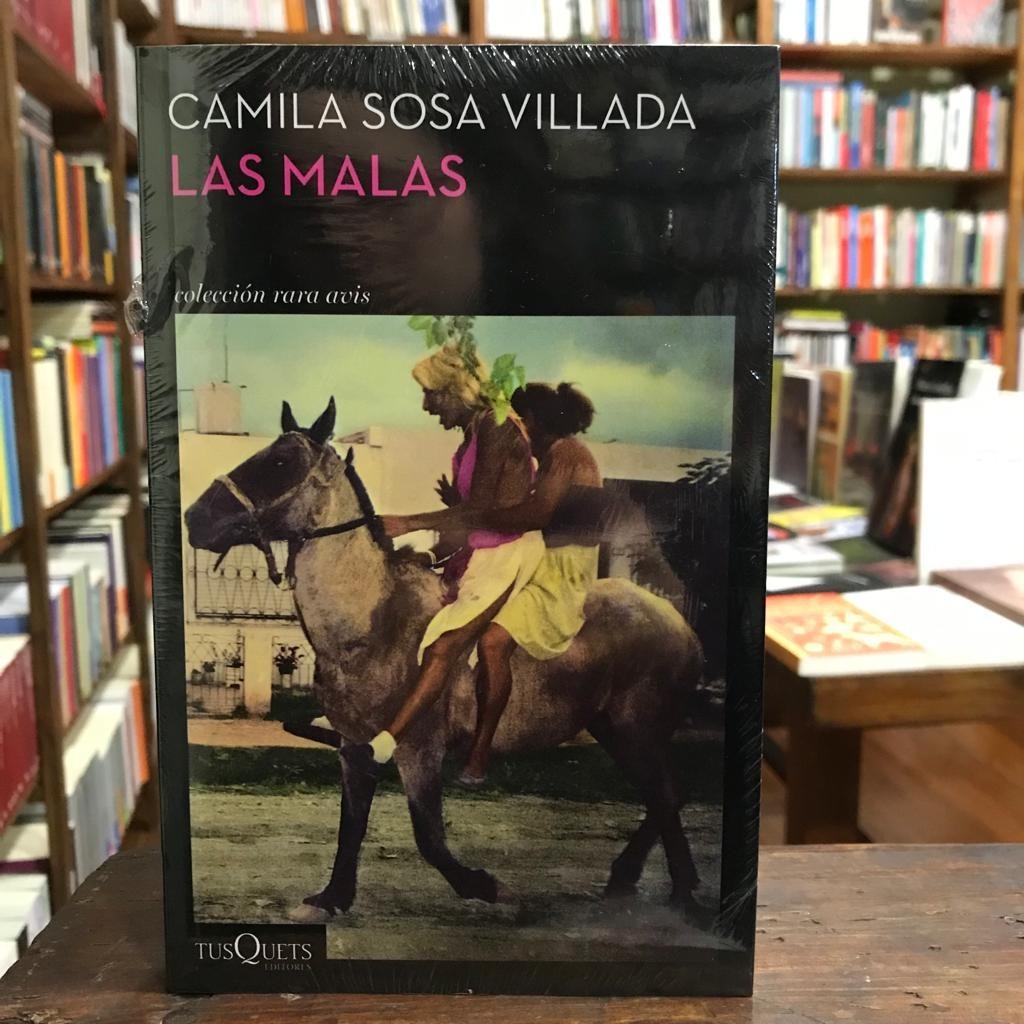 CAMILA SOSA VILLADA
LAS MALAS
colección rara avis
TUSQUETS
EDITORES